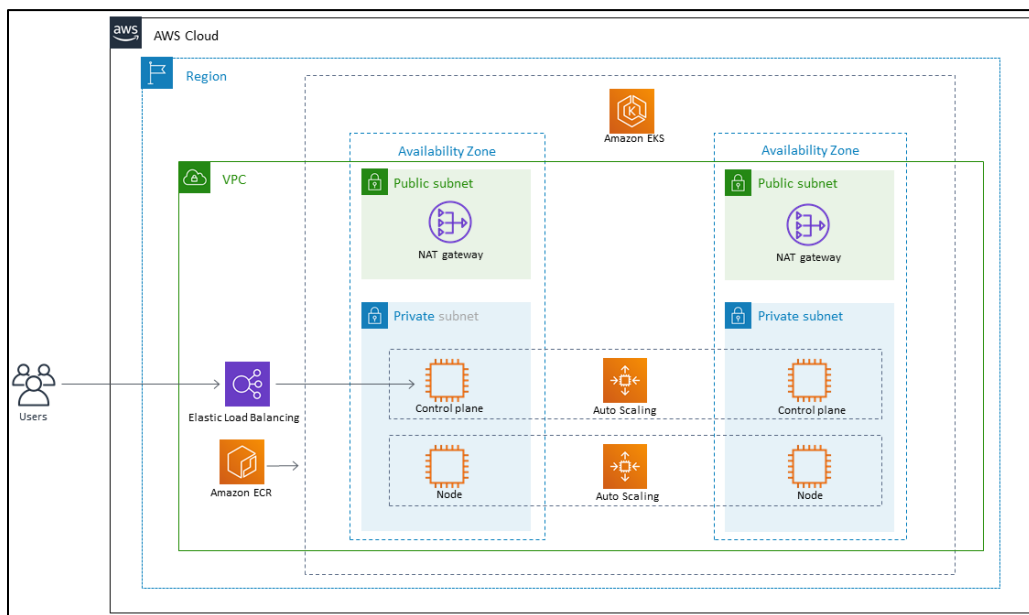 aws
AWS Cloud
Region
Amazon EKS
Availability Zone
Availability Zone
VPC
Public subnet
Public subnet
NAT gateway
NAT gateway
Private subnet
Private subnet
Users
Elastic Load Balancing
Control plane
Auto Scaling
Control plane
Amazon ECR
Node
Auto Scaling
Node